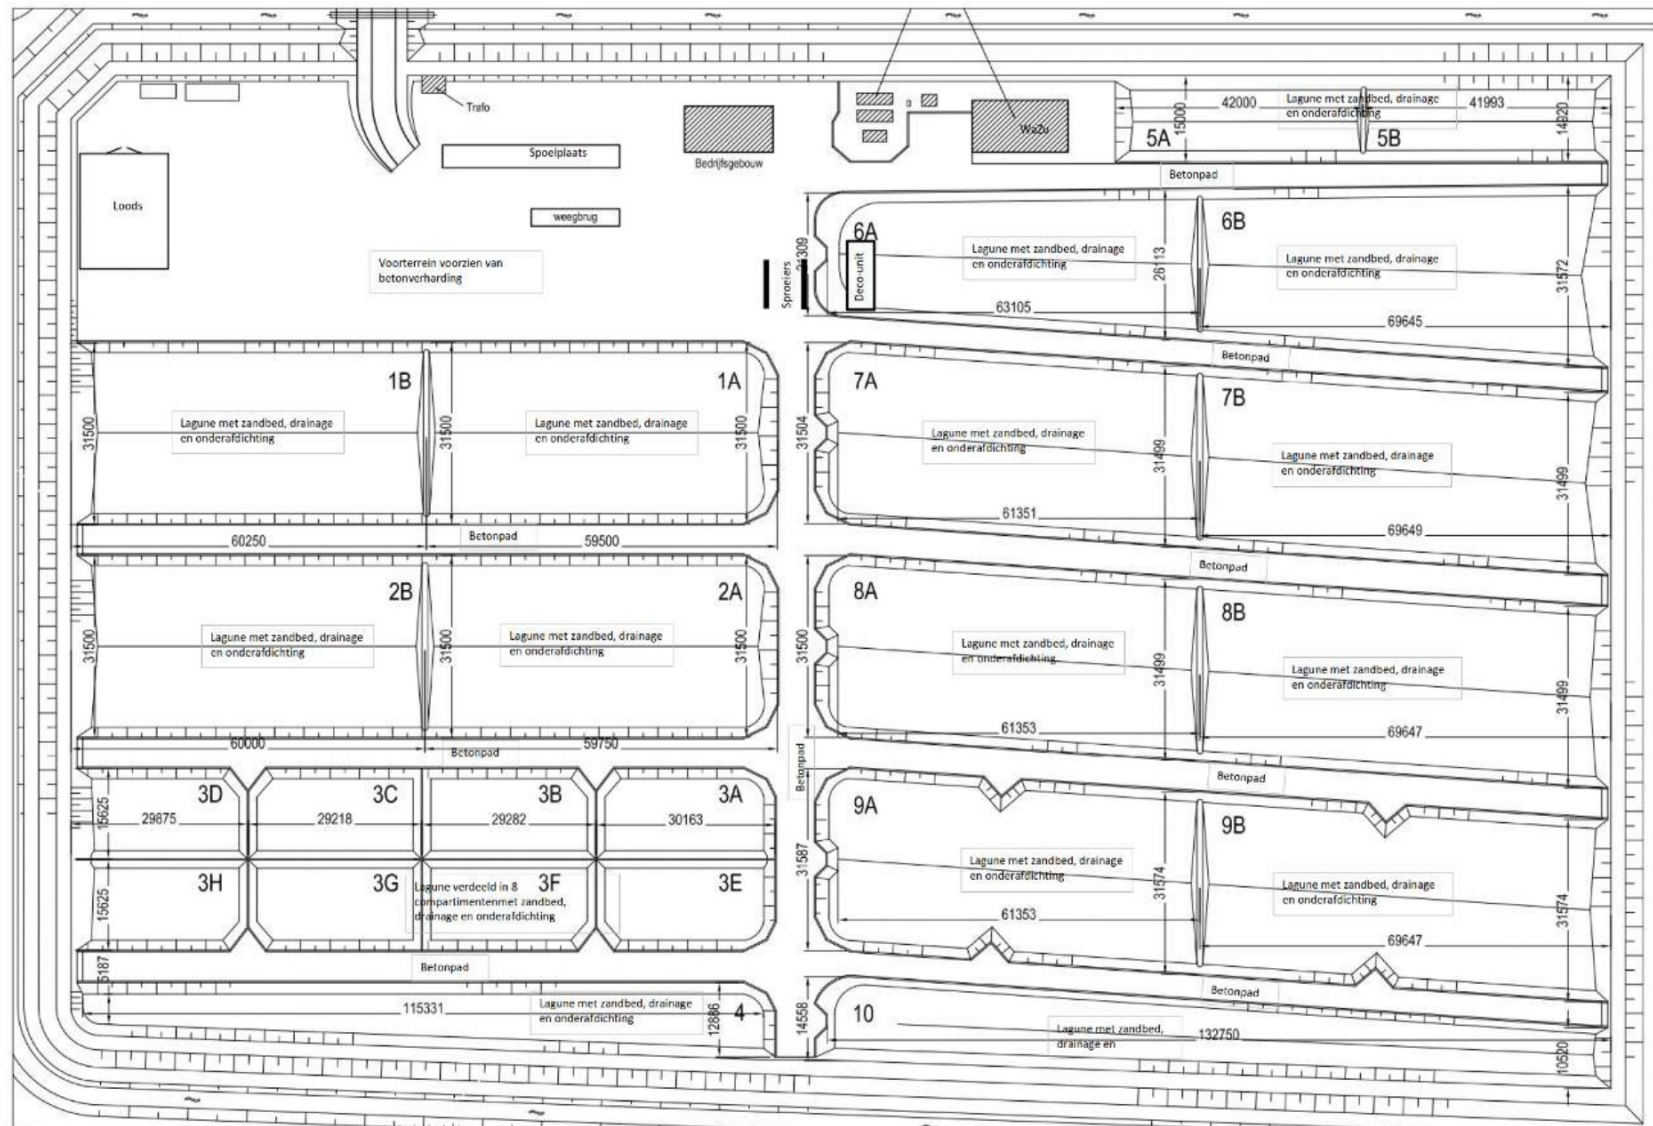 Trafo
Spoelplaats
Bedrijfsgebouw
WaZu
Loods
weegbrug
Voorterrein voorzien van
betonverharding
Sproeiers
Deco-unit
42000
Lagune met zandbed, drainage
en onderafdichting
41993
15000
14920
5A
5B
Betonpad
6A
6B
Lagune met zandbed, drainage
en onderafdichting
Lagune met zandbed, drainage
en onderafdichting
26113
31572
63105
69645
Betonpad
1B
1A
Lagune met zandbed, drainage
en onderafdichting
Lagune met zandbed, drainage
en onderafdichting
31500
31500
31500
60250
Betonpad
59500
7A
7B
31504
Lagune met zandbed, drainage
en onderafdichting
31499
Lagune met zandbed, drainage
en onderafdichting
31499
61351
69649
Betonpad
2B
2A
Lagune met zandbed, drainage
en onderafdichting
Lagune met zandbed, drainage
en onderafdichting
31500
31500
31500
60000
Betonpad
59750
8A
8B
31500
Lagune met zandbed, drainage
en onderafdichting
31499
Lagune met zandbed, drainage
en onderafdichting
31499
61353
69647
Betonpad
Betonpad
3D
3C
3B
3A
15625
29875
29218
29282
30163
3H
3G
3F
3E
15625
Lagune verdeeld in 8
compartimentenmet zandbed,
drainage en onderafdichting
9A
9B
31587
Lagune met zandbed, drainage
en onderafdichting
31574
Lagune met zandbed, drainage
en onderafdichting
31574
61353
69647
Betonpad
Betonpad
115331
Lagune met zandbed, drainage
en onderafdichting
12886
4
14558
10
Lagune met zandbed,
drainage en
132750
10520